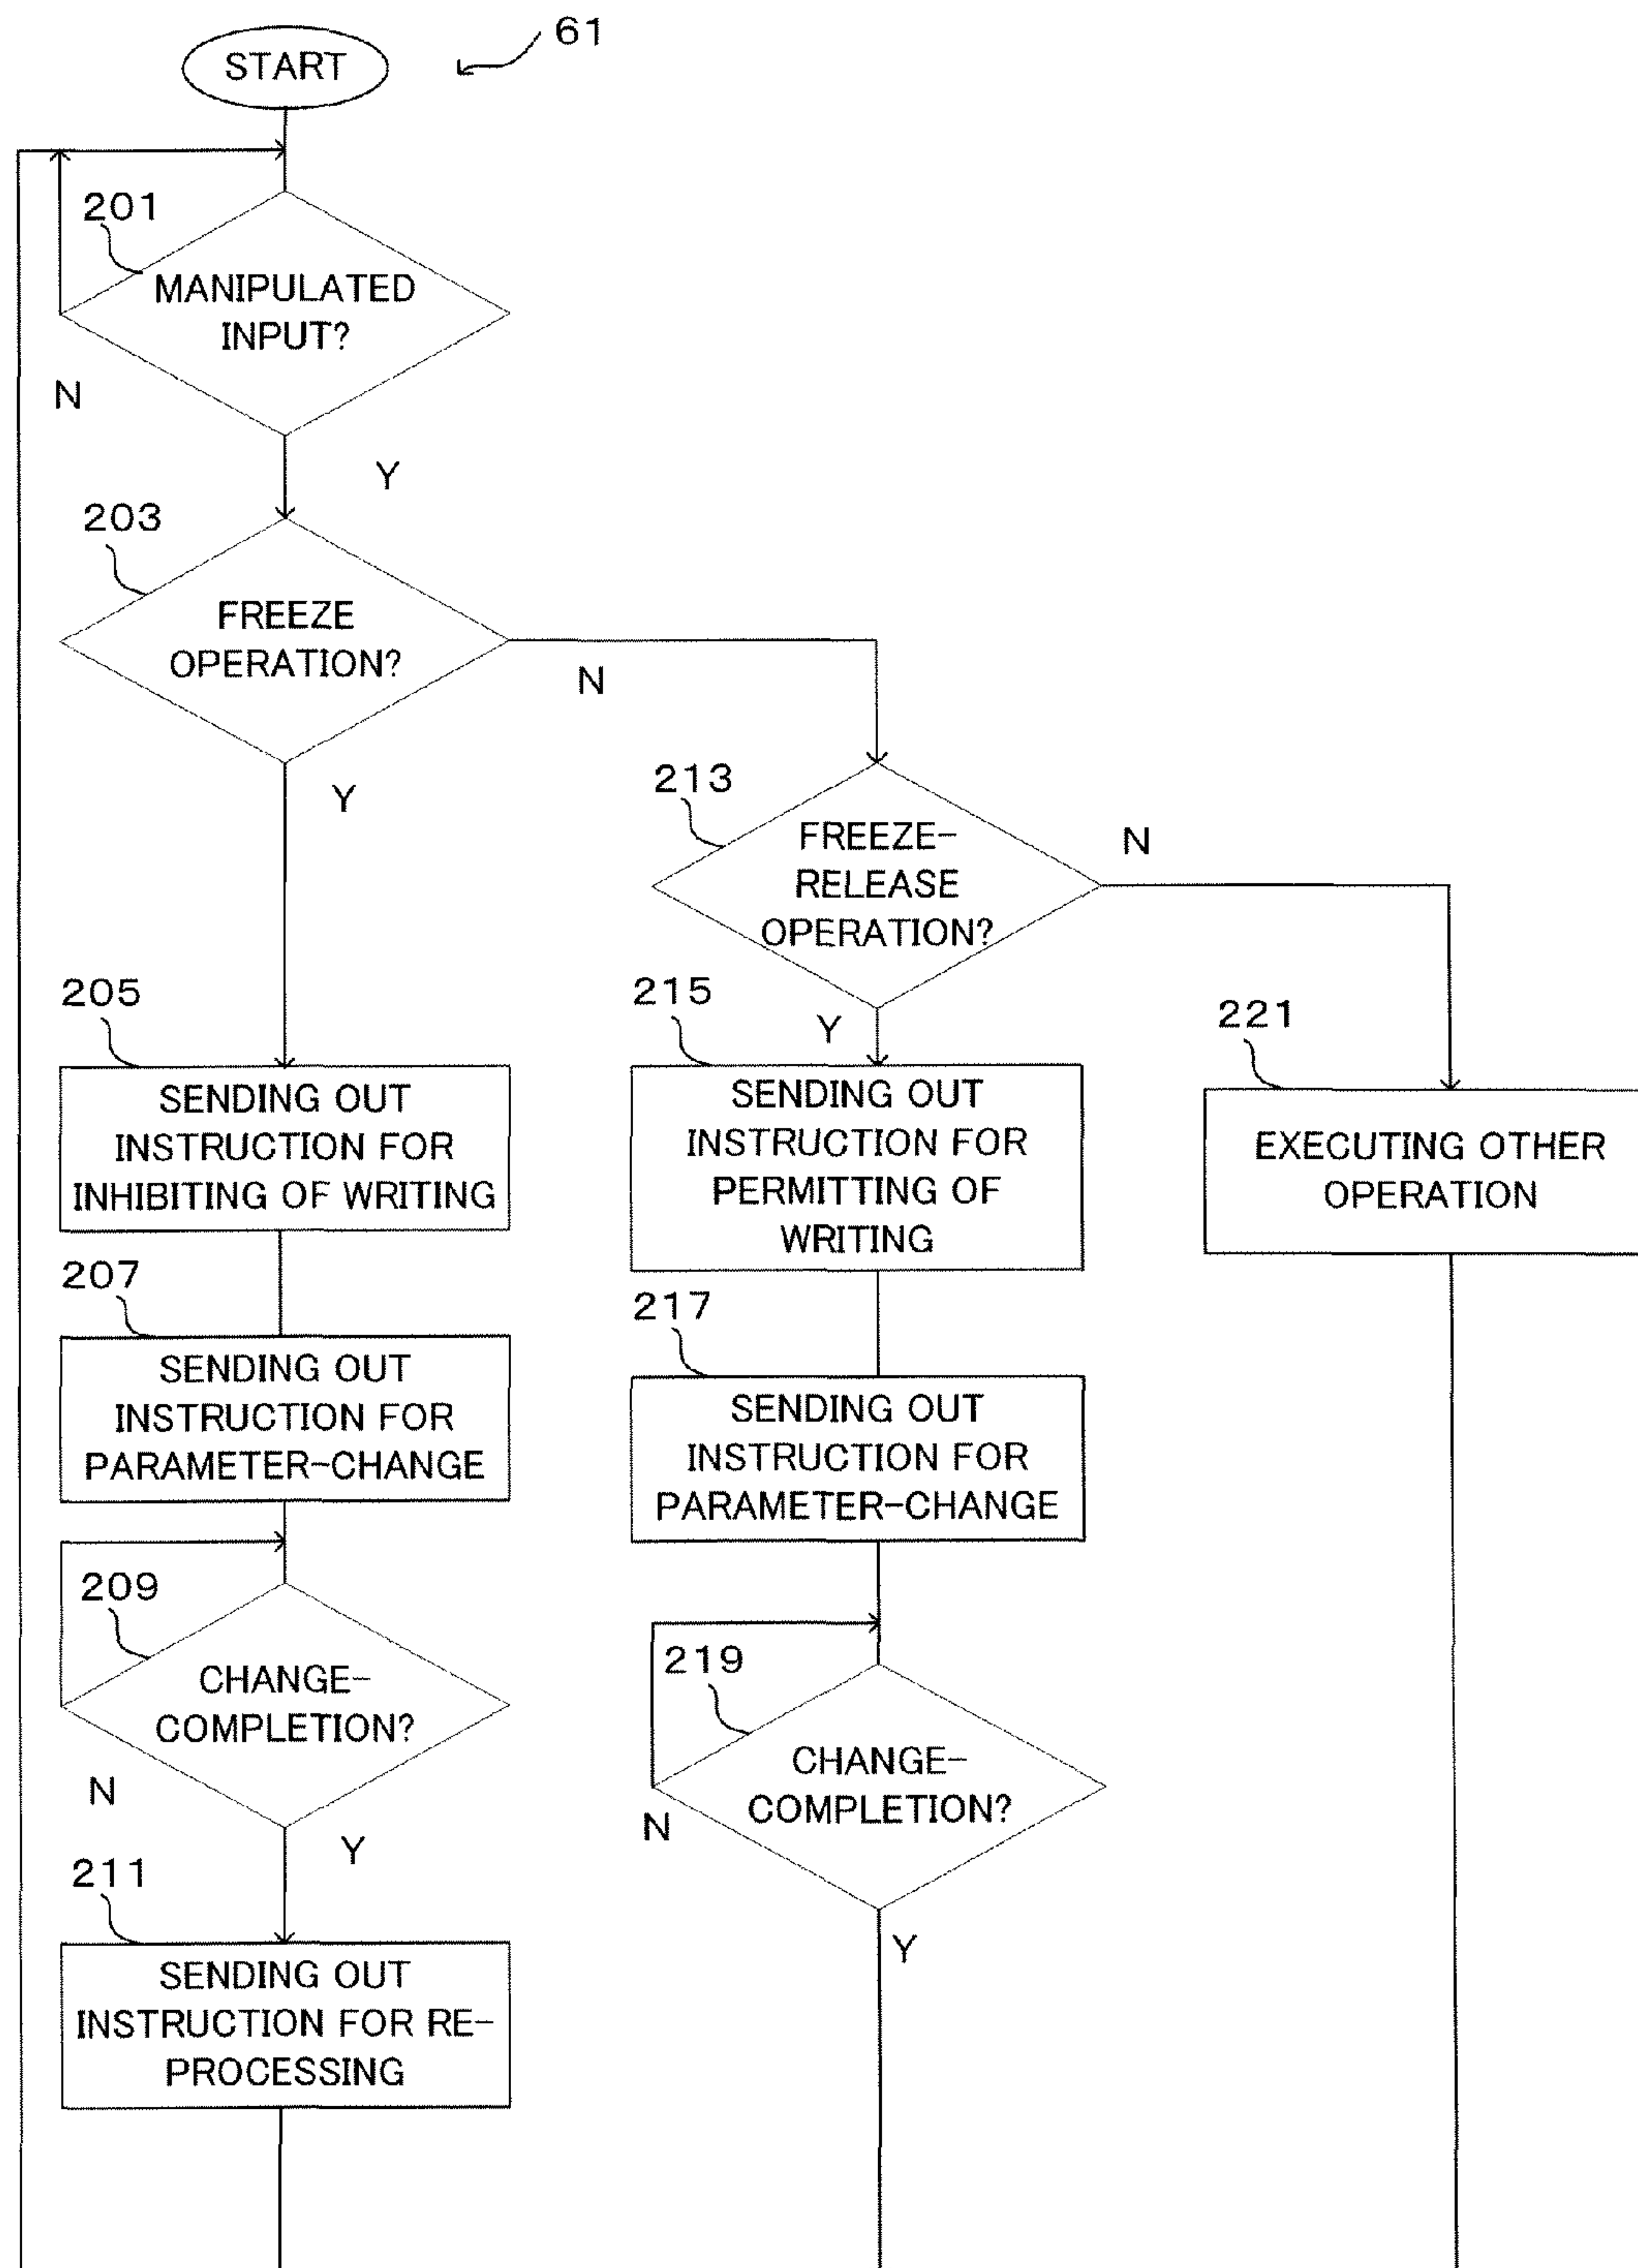 START
61
201
MANIPULATED
INPUT?
N
Y
203
FREEZE
OPERATION?
N
Y
213
FREEZE-
RELEASE
OPERATION?
N
Y
205
SENDING OUT
INSTRUCTION FOR
INHIBITING OF WRITING
215
SENDING OUT
INSTRUCTION FOR
PERMITTING OF
WRITING
221
EXECUTING OTHER
OPERATION
207
SENDING OUT
INSTRUCTION FOR
PARAMETER-CHANGE
217
SENDING OUT
INSTRUCTION FOR
PARAMETER-CHANGE
209
CHANGE-
COMPLETION?
N
Y
219
CHANGE-
COMPLETION?
N
Y
211
SENDING OUT
INSTRUCTION FOR RE-
PROCESSING